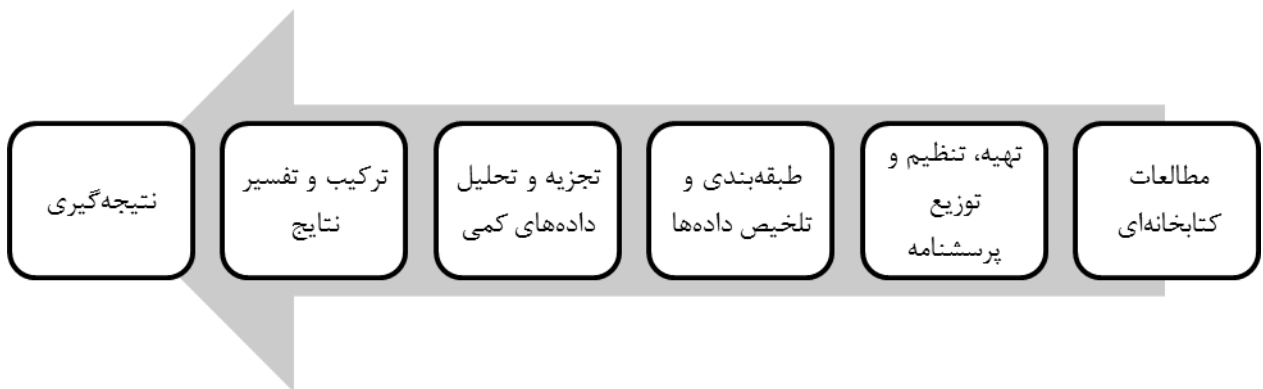 مطالعات
کتابخانه‌ای
تهیه، تنظیم و
توزیع
پرسشنامه
طبقه‌بندی و
تلخیص داده‌ها
تجزیه و تحلیل
داده‌های کمی
ترکیب و تفسیر
نتایج
نتیجه‌گیری